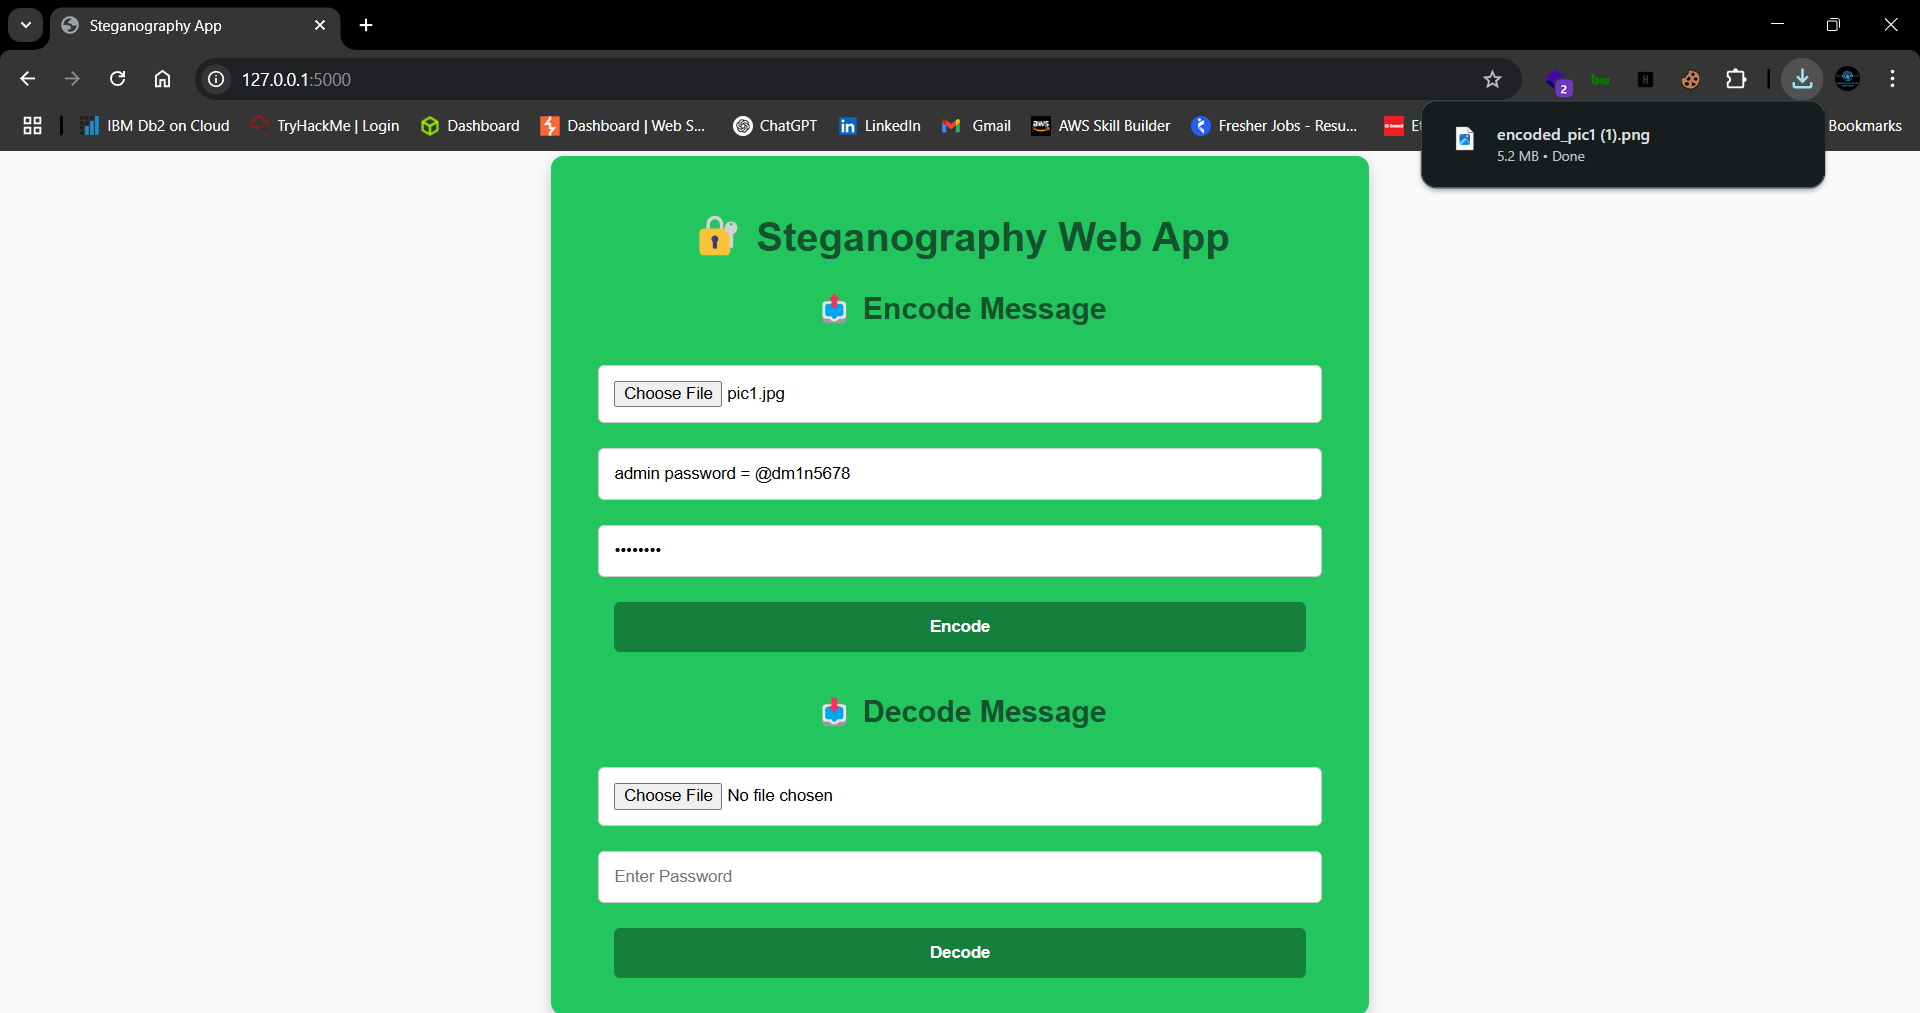 Steganography App
127.0.0.1:5000
2
IBM Db2 on Cloud
TryHackMe | Login
Dashboard
Dashboard | Web S...
ChatGPT
LinkedIn
Gmail
AWS Skill Builder
Fresher Jobs - Resu...
Bookmarks
encoded_pic1 (1).png
5.2 MB • Done
🔐 Steganography Web App
📤 Encode Message
Choose File pic1.jpg
admin password = @dm1n5678
••••••••
Encode
📥 Decode Message
Choose File No file chosen
Enter Password
Decode